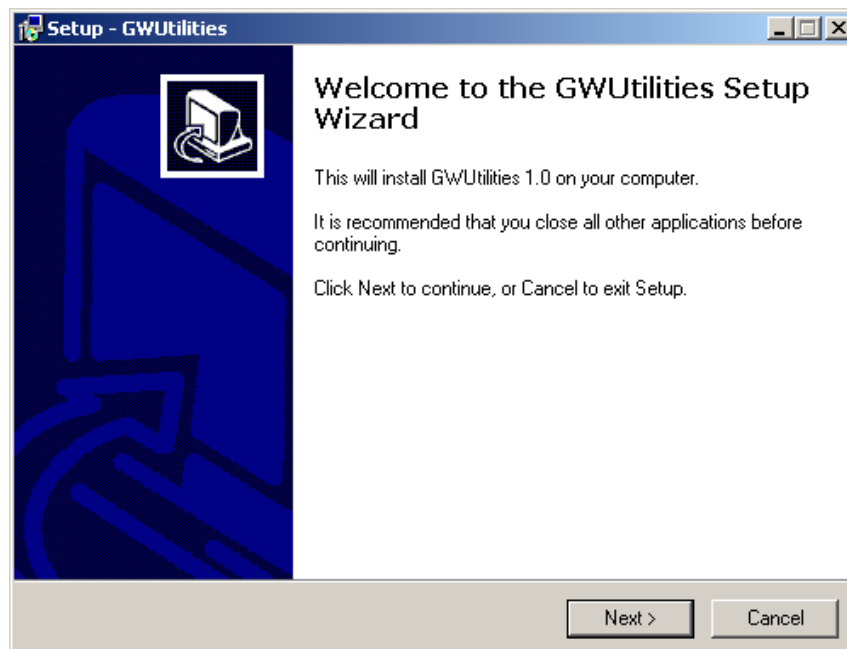 Setup - GWUtilities
Welcome to the GWUtilities Setup
Wizard
This will install GWUtilities 1.0 on your computer.
It is recommended that you close all other applications before
continuing.
Click Next to continue, or Cancel to exit Setup.
Next >
Cancel